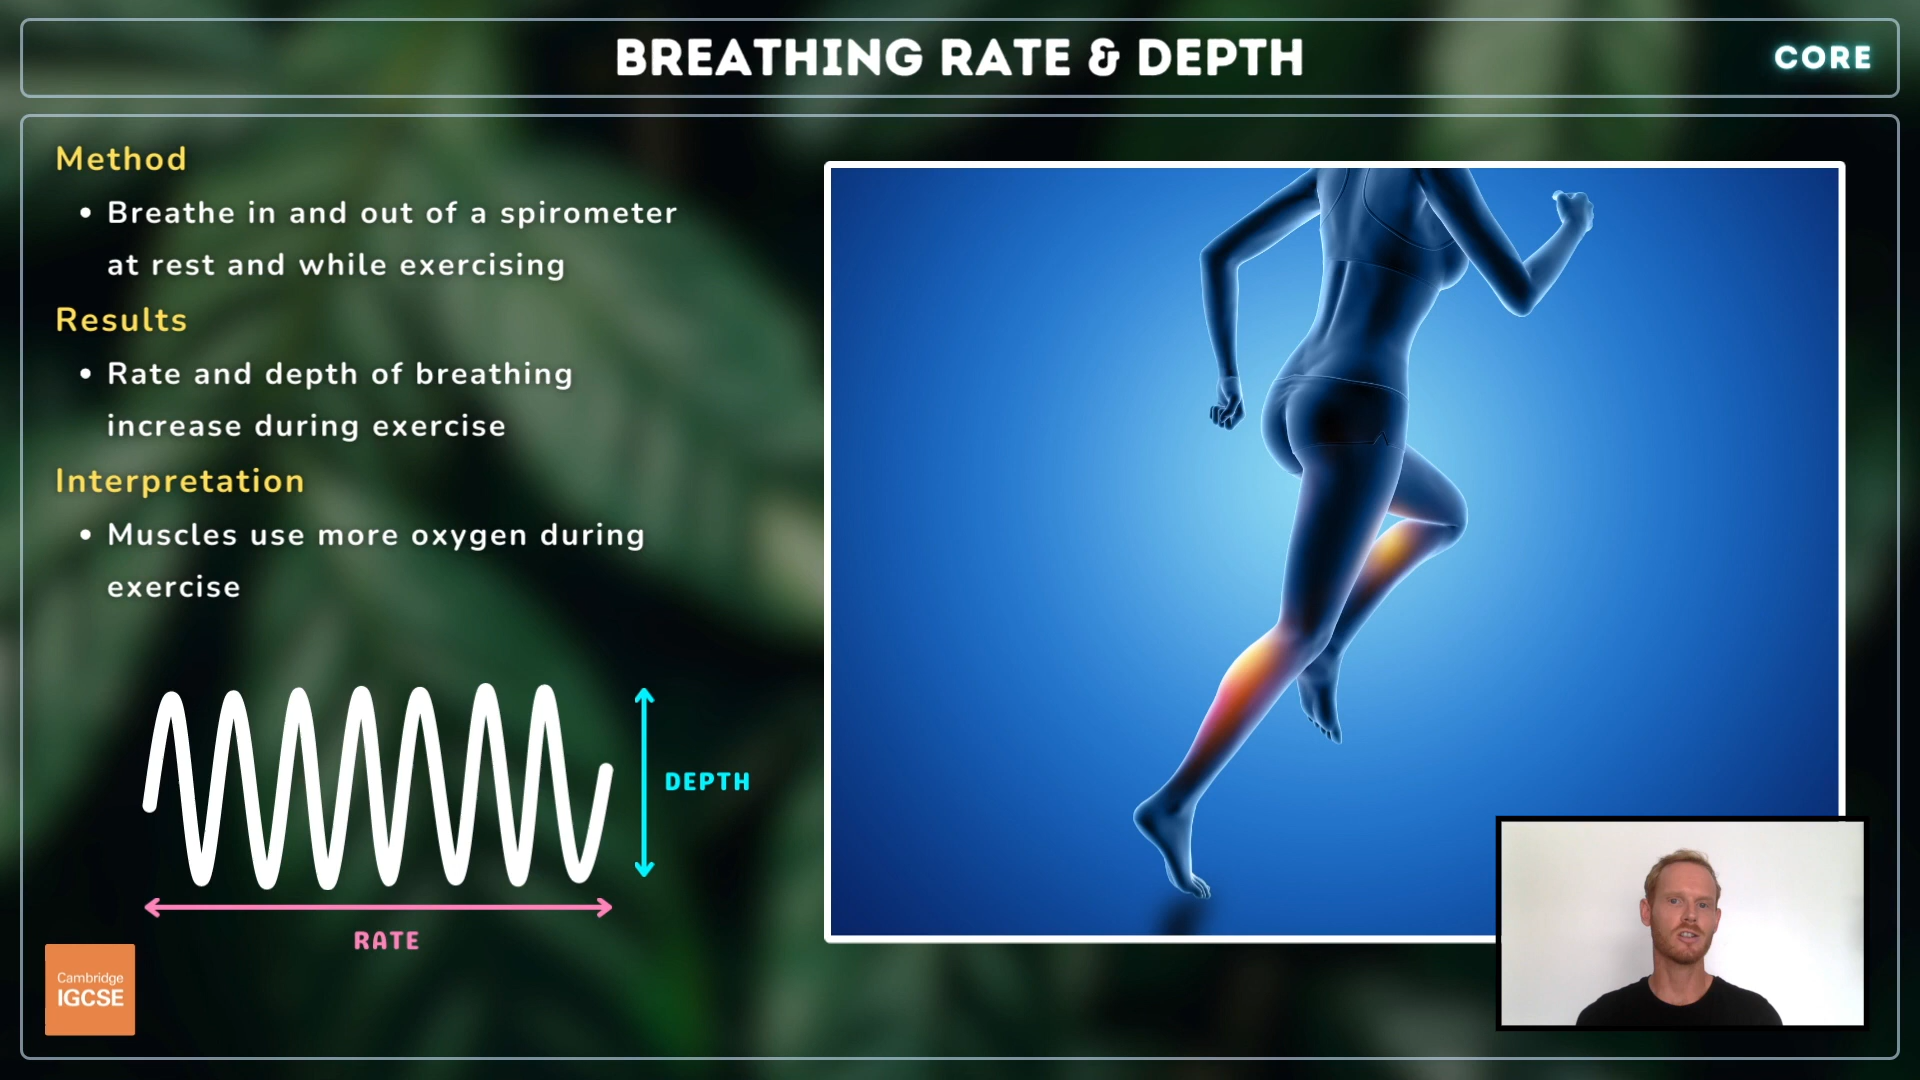 BREATHING RATE & DEPTH
CORE
Method
• Breathe in and out of a spirometer
at rest and while exercising
Results
• Rate and depth of breathing
increase during exercise
Interpretation
• Muscles use more oxygen during
exercise
DEPTH
RATE
Cambridge
IGCSE